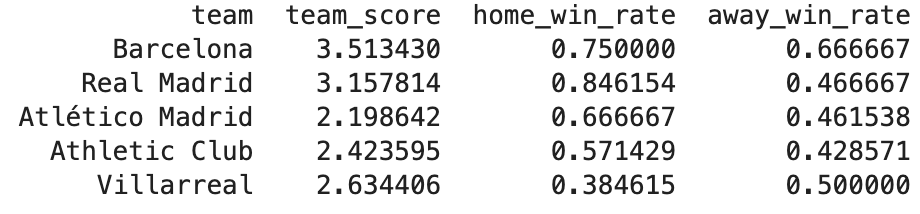 team team_score home_win_rate away_win_rate
Barcelona 3.513430 0.750000 0.666667
Real Madrid 3.157814 0.846154 0.466667
Atlético Madrid 2.198642 0.666667 0.461538
Athletic Club 2.423595 0.571429 0.428571
Villarreal 2.634406 0.384615 0.500000